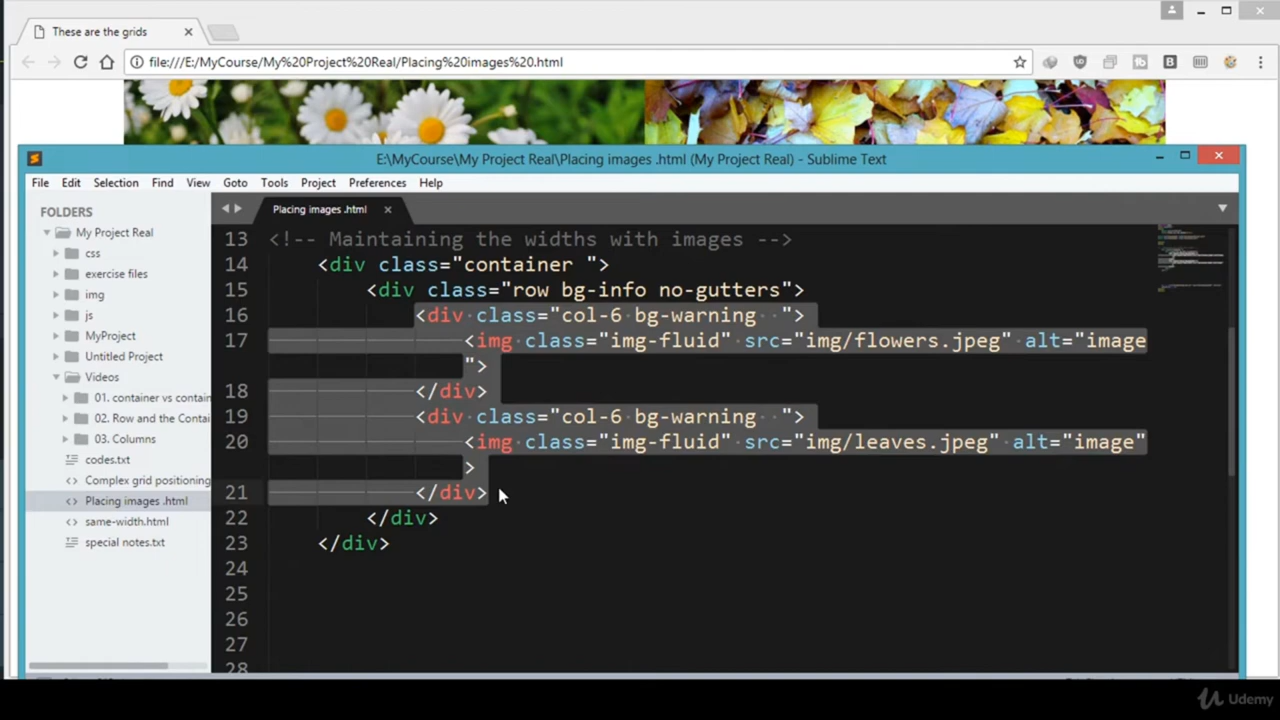 These are the grids
file:///E:/MyCourse/My%20Project%20Real/Placing%20images%20.html
E:\MyCourse\My Project Real\Placing images .html (My Project Real) - Sublime Text
File Edit Selection Find View Goto Tools Project Preferences Help
FOLDERS
My Project Real
css
exercise files
img
js
MyProject
Untitled Project
Videos
01. container vs contain
02. Row and the Contai
03. Columns
codes.txt
Complex grid positioning
Placing images .html
same-width.html
special notes.txt
Placing images .html
13 <!-- Maintaining the widths with images -->
14 <div class="container ">
15 <div class="row bg-info no-gutters">
16 <div class="col-6 bg-warning  ">
17 <img class="img-fluid" src="img/flowers.jpeg" alt="image
">
18 </div>
19 <div class="col-6 bg-warning  ">
20 <img class="img-fluid" src="img/leaves.jpeg" alt="image"
>
21 </div>
22 </div>
23 </div>
24
25
26
27
28
Udemy